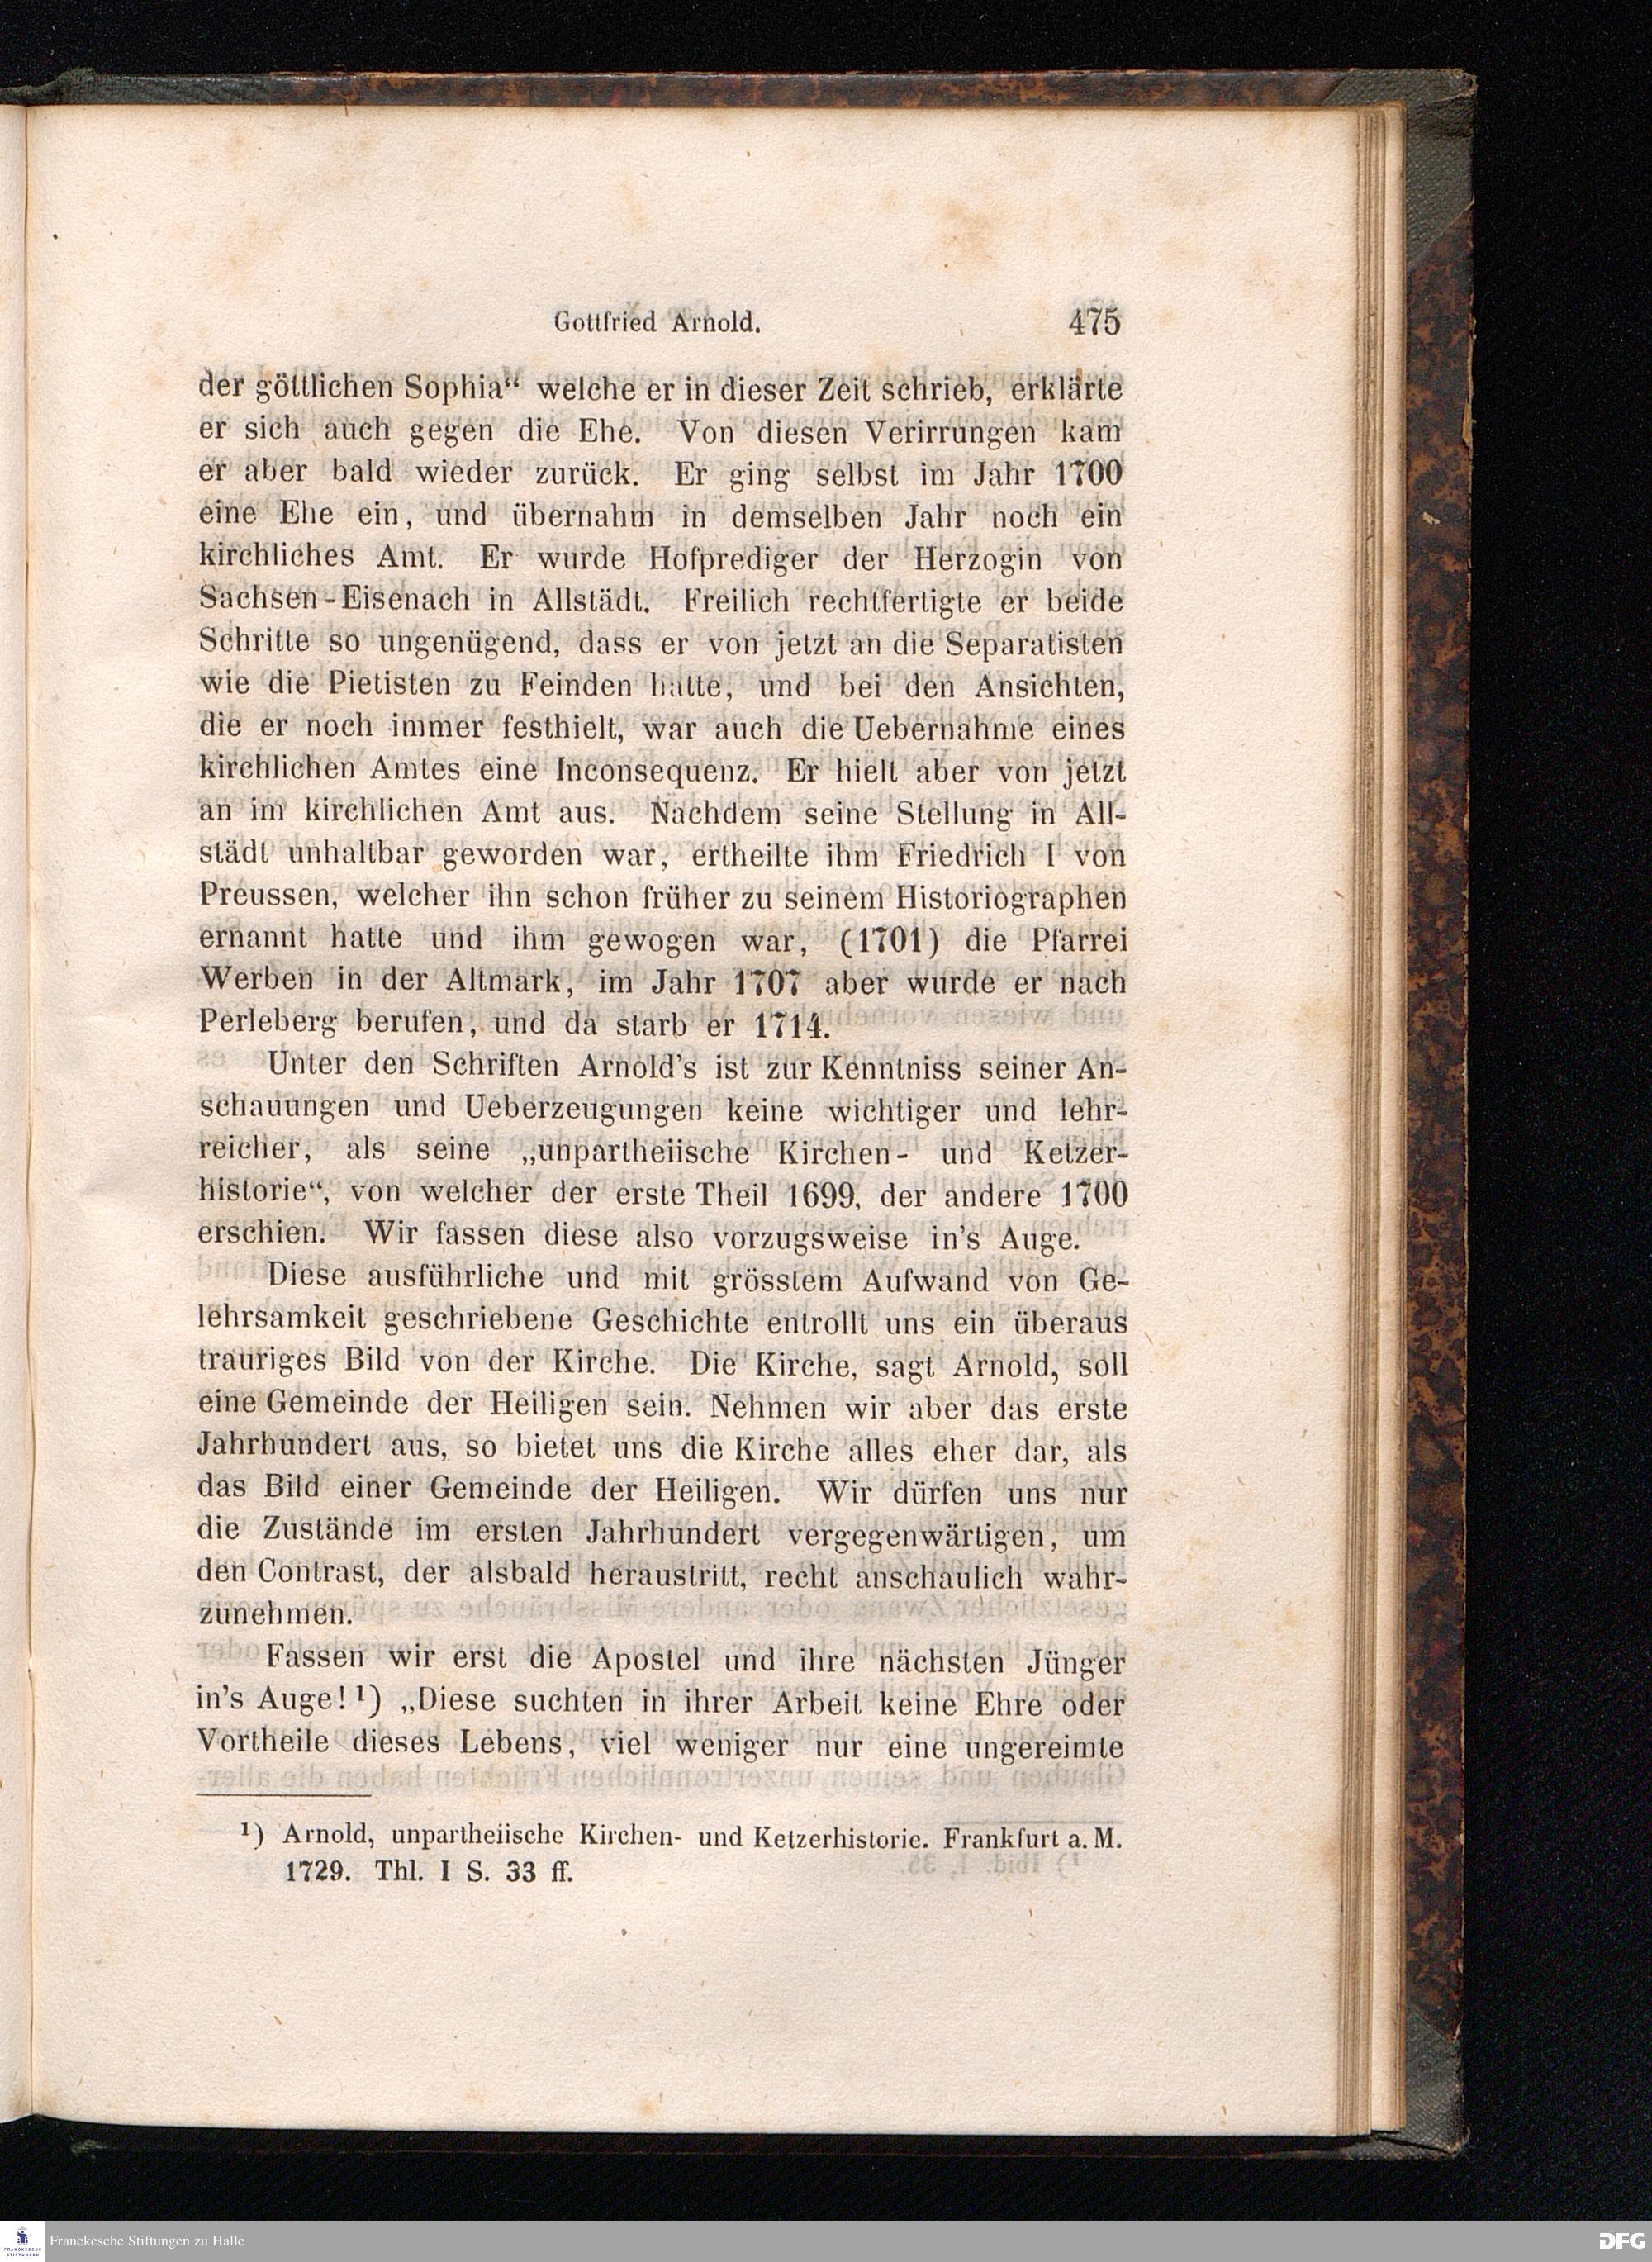 Gottfried Arnold. 475
der göttlichen Sophia“ welche er in dieser Zeit schrieb, erklärte
er sich auch gegen die Ehe. Von diesen Verirrungen kam
er aber bald wieder zurück. Er ging selbst im Jahr 1700
eine Ehe ein, und übernahm in demselben Jahr noch ein
kirchliches Amt. Er wurde Hofprediger der Herzogin von
Sachsen-Eisenach in Allstädt. Freilich rechtfertigte er beide
Schritte so ungenügend, dass er von jetzt an die Separatisten
wie die Pietisten zu Feinden hatte, und bei den Ansichten,
die er noch immer festhielt, war auch die Uebernahme eines
kirchlichen Amtes eine Inconsequenz. Er hielt aber von jetzt
an im kirchlichen Amt aus. Nachdem seine Stellung in All-
städt unhaltbar geworden war, ertheilte ihm Friedrich I von
Preussen, welcher ihn schon früher zu seinem Historiographen
ernannt hatte und ihm gewogen war, (1701) die Pfarrei
Werben in der Altmark, im Jahr 1707 aber wurde er nach
Perleberg berufen, und da starb er 1714.
Unter den Schriften Arnold's ist zur Kenntniss seiner An-
schauungen und Ueberzeugungen keine wichtiger und lehr-
reicher, als seine „unpartheiische Kirchen- und Ketzer-
historie“, von welcher der erste Theil 1699, der andere 1700
erschien. Wir fassen diese also vorzugsweise in's Auge.
Diese ausführliche und mit grösstem Aufwand von Ge-
lehrsamkeit geschriebene Geschichte entrollt uns ein überaus
trauriges Bild von der Kirche. Die Kirche, sagt Arnold, soll
eine Gemeinde der Heiligen sein. Nehmen wir aber das erste
Jahrhundert aus, so bietet uns die Kirche alles eher dar, als
das Bild einer Gemeinde der Heiligen. Wir dürfen uns nur
die Zustände im ersten Jahrhundert vergegenwärtigen, um
den Contrast, der alsbald heraustritt, recht anschaulich wahr-
zunehmen.
Fassen wir erst die Apostel und ihre nächsten Jünger
in's Auge! ¹) „Diese suchten in ihrer Arbeit keine Ehre oder
Vortheile dieses Lebens, viel weniger nur eine ungereimte
¹) Arnold, unpartheiische Kirchen- und Ketzerhistorie. Frankfurt a. M.
1729. Thl. I S. 33 ff.
FRANCKESCHE STIFTUNGEN
Franckesche Stiftungen zu Halle
DFG